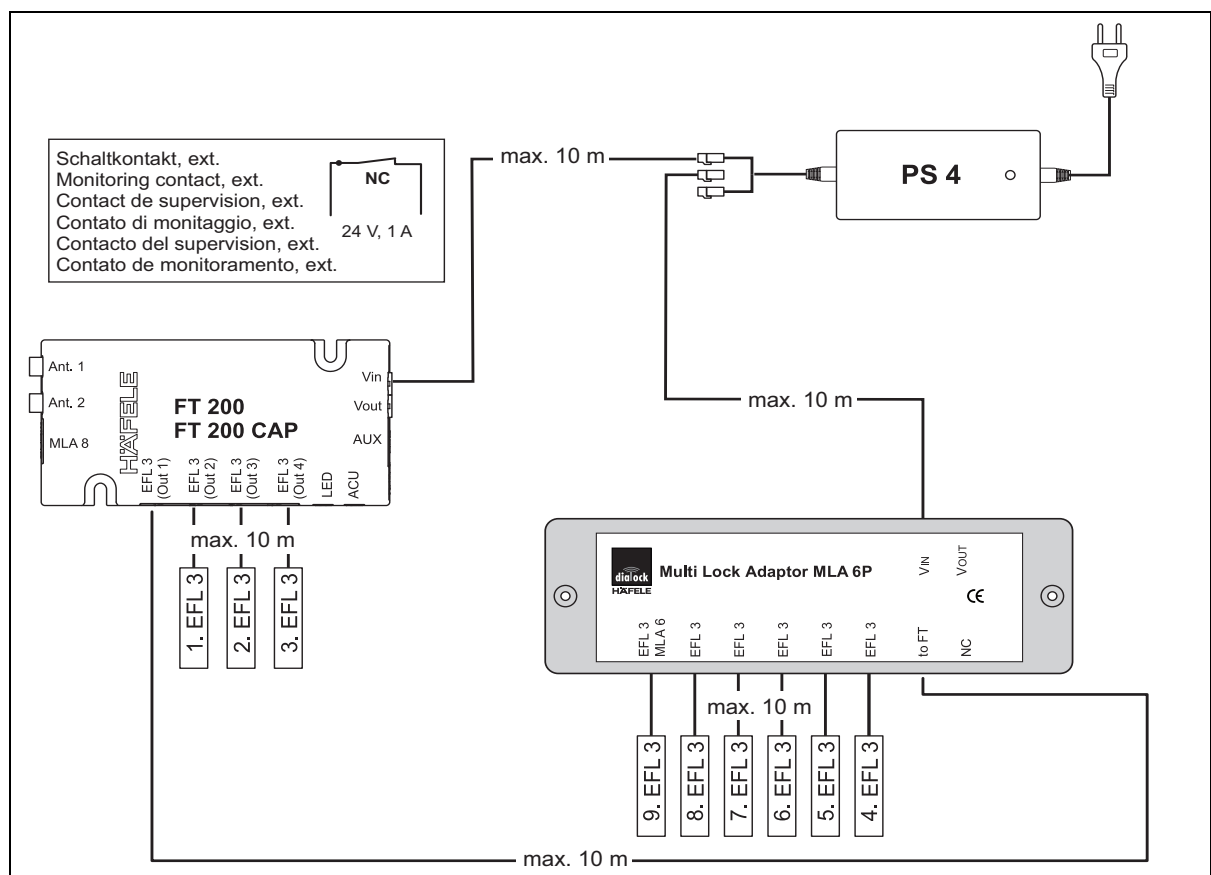 Schaltkontakt, ext.
Monitoring contact, ext.
Contact de supervision, ext.
Contato di monitaggio, ext.
Contacto del supervision, ext.
Contato de monitoramento, ext.
NC
24 V, 1 A
max. 10 m
PS 4
Ant. 1
Ant. 2
MLA 8
HÄFELE
FT 200
FT 200 CAP
Vin
Vout
AUX
EFL 3
(Out 1)
EFL 3
(Out 2)
EFL 3
(Out 3)
EFL 3
(Out 4)
LED
ACU
max. 10 m
1. EFL 3
2. EFL 3
3. EFL 3
max. 10 m
dialock
HÄFELE
Multi Lock Adaptor MLA 6P
VIN
VOUT
CE
EFL 3
MLA 6
EFL 3
EFL 3
EFL 3
EFL 3
EFL 3
to FT
NC
max. 10 m
9. EFL 3
8. EFL 3
7. EFL 3
6. EFL 3
5. EFL 3
4. EFL 3
max. 10 m